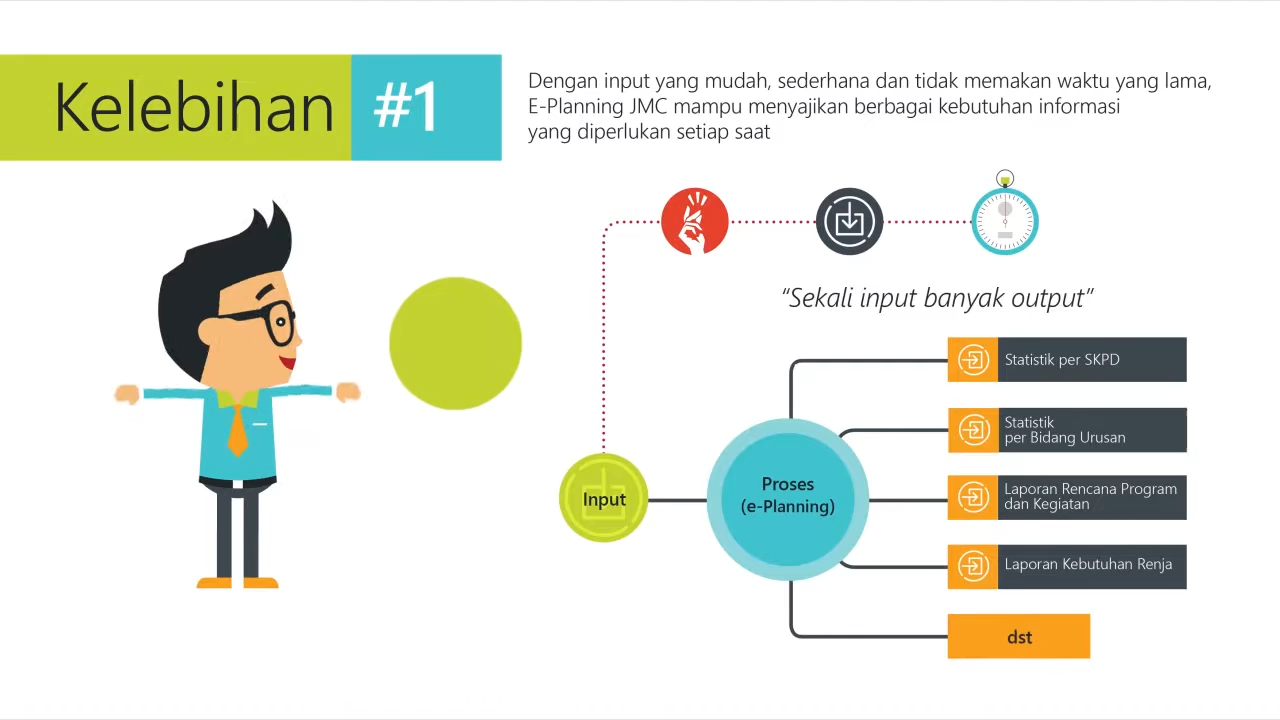 Kelebihan #1
Dengan input yang mudah, sederhana dan tidak memakan waktu yang lama,
E-Planning JMC mampu menyajikan berbagai kebutuhan informasi
yang diperlukan setiap saat
“Sekali input banyak output”
Input
Proses
(e-Planning)
Statistik per SKPD
Statistik
per Bidang Urusan
Laporan Rencana Program
dan Kegiatan
Laporan Kebutuhan Renja
dst